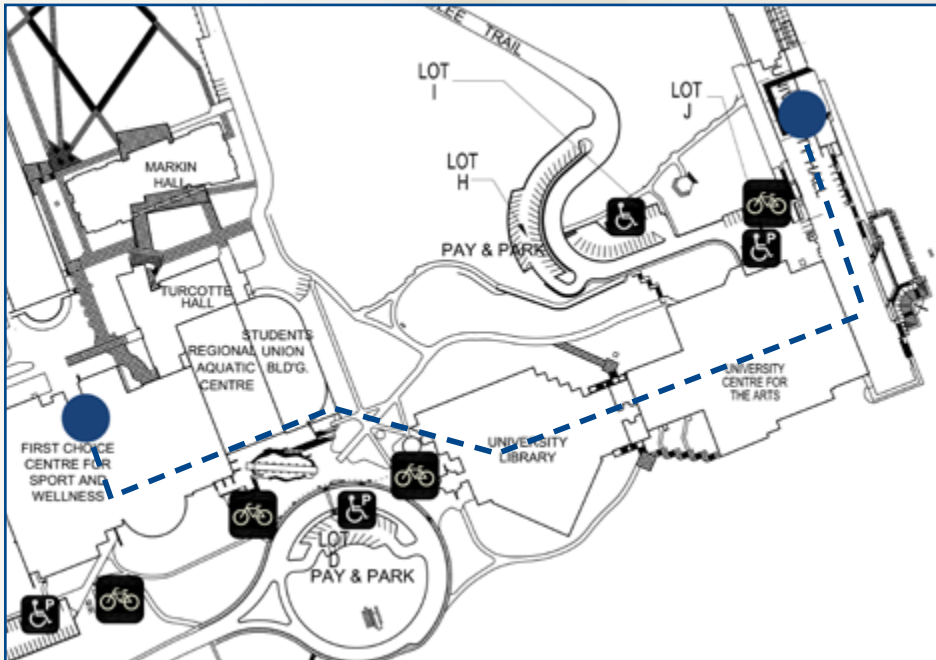 LEE TRAIL
LOT
I
LOT
J
LOT
H
MARKIN
HALL
PAY & PARK
TURCOTTE
HALL
STUDENTS
UNION
BLD'G.
REGIONAL
AQUATIC
CENTRE
UNIVERSITY
CENTRE FOR
THE ARTS
UNIVERSITY
LIBRARY
FIRST CHOICE
CENTRE FOR
SPORT AND
WELLNESS
P
P
LOT
D
PAY & PARK
P